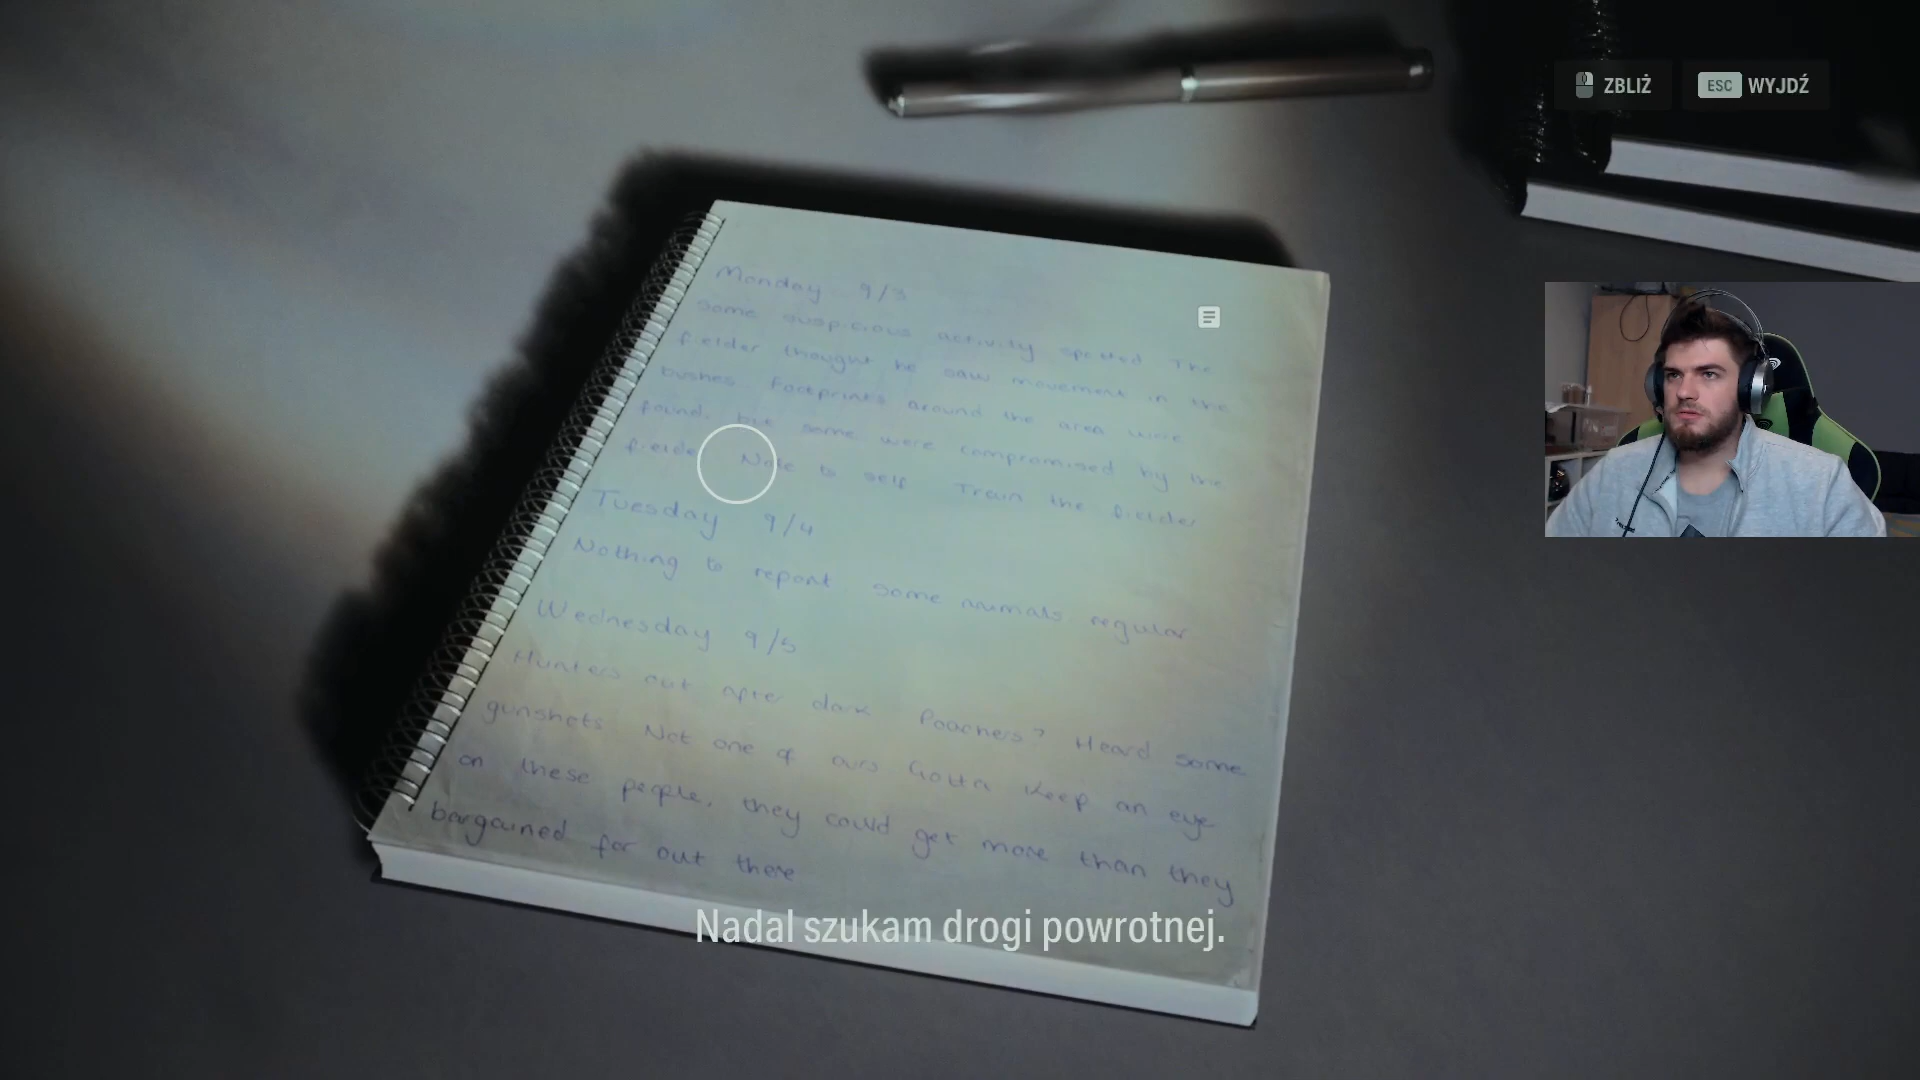 ZBLIŻ
ESC WYJDŹ
Monday 9/3
Some suspicious activity spotted The
fielder thought he saw movement in the
bushes. Footprints around the area were
found, but some were compromised by the
fielder Note to self Train the fielder
Tuesday 9/4
Nothing to report. some animals regular
Wednesday 9/5
Hunters out after dark Poachers? Heard some
gunshots Not one of ours Gotta keep an eye
on these people, they could get more than they
bargained for out there
Nadal szukam drogi powrotnej.